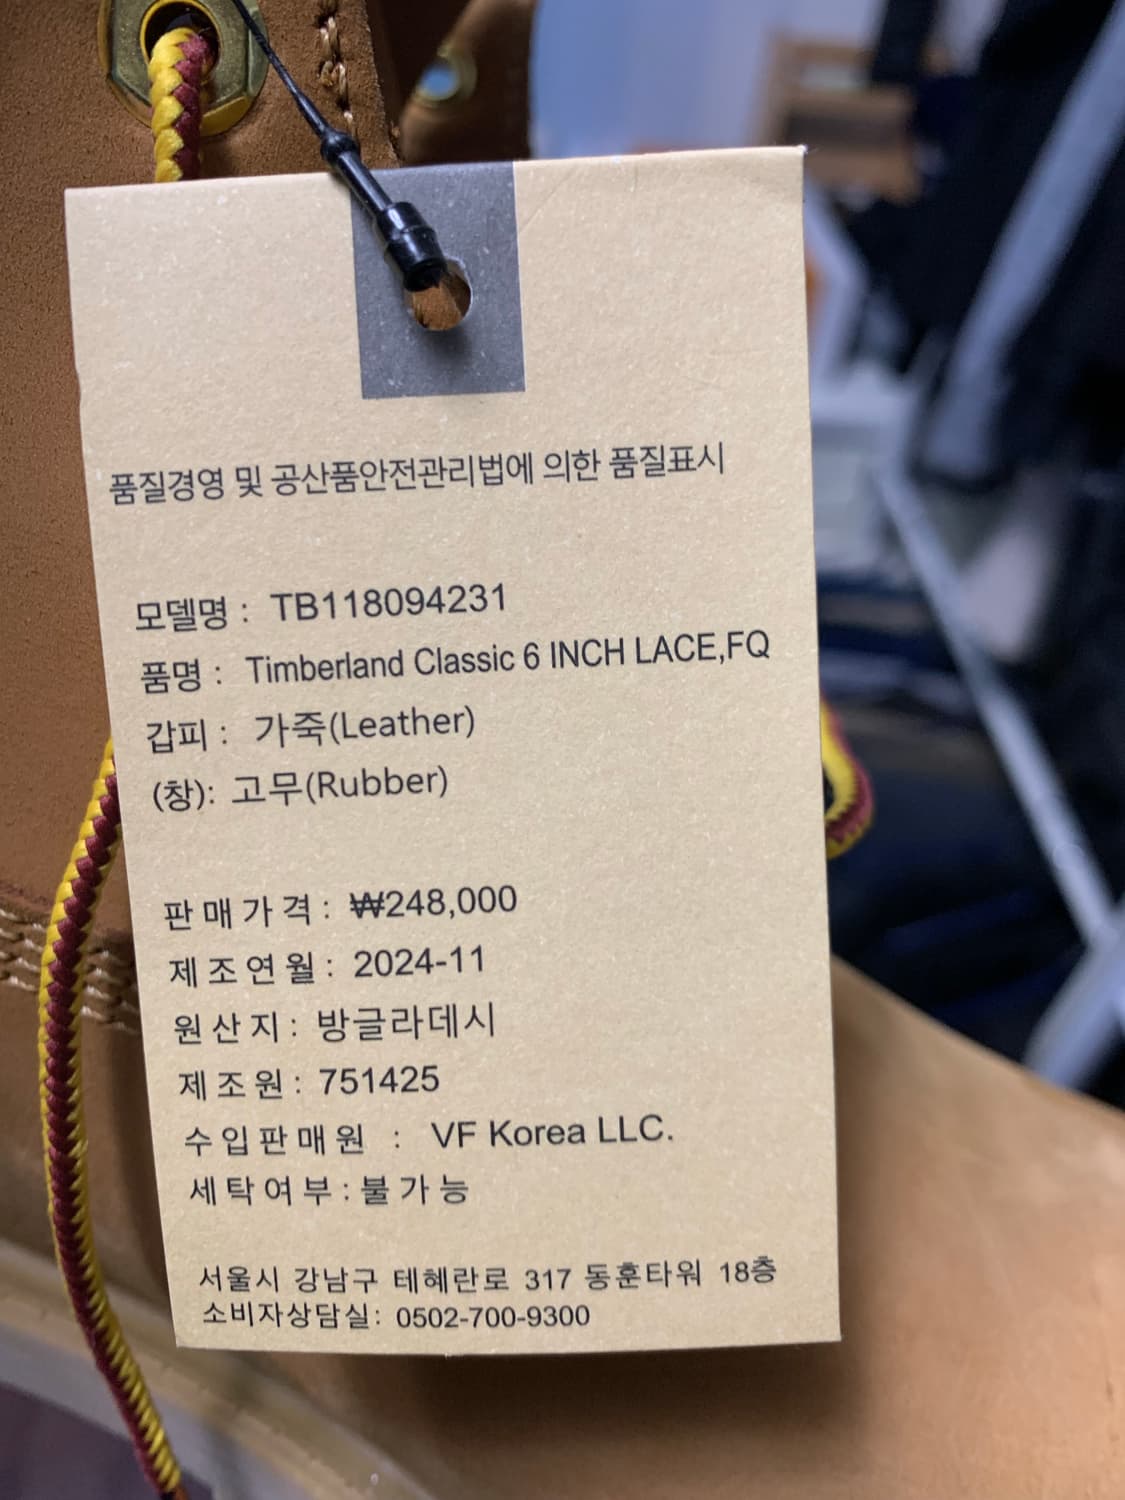 품질경영 및 공산품안전관리법에 의한 품질표시
모델명 : TB118094231
품명 : Timberland Classic 6 INCH LACE,FQ
갑피 : 가죽(Leather)
(창): 고무(Rubber)
판매가격 : ₩248,000
제조연월 : 2024-11
원산지 : 방글라데시
제조원 : 751425
수입판매원 : VF Korea LLC.
세탁여부 : 불가능
서울시 강남구 테헤란로 317 동훈타워 18층
소비자상담실: 0502-700-9300